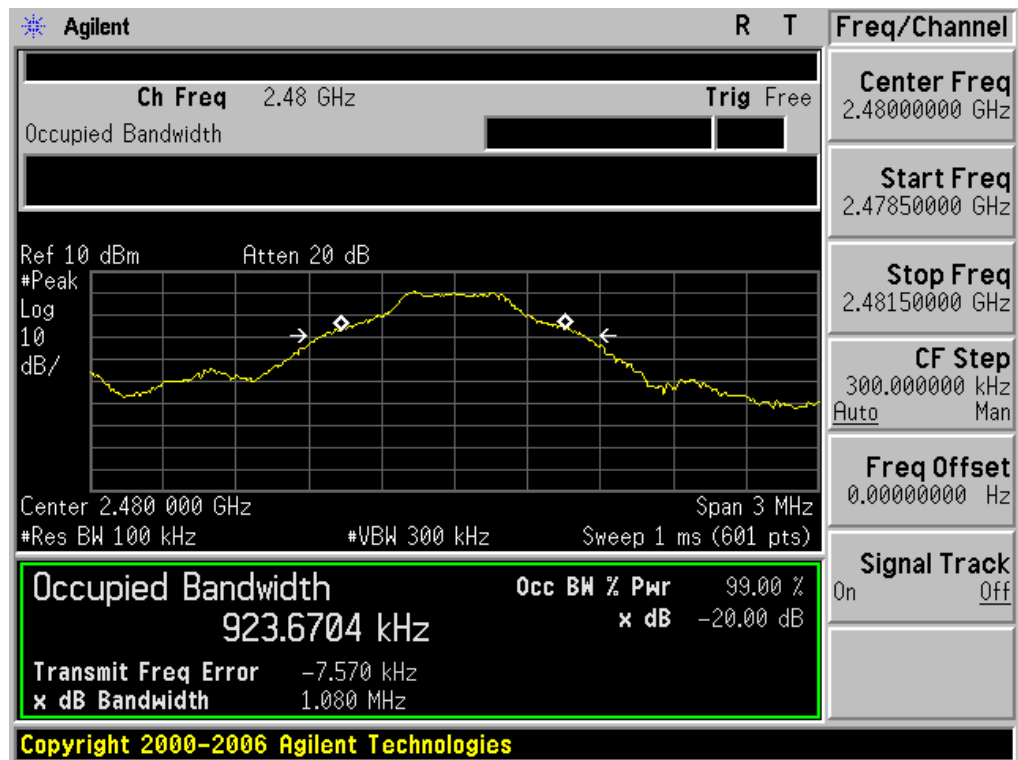 Agilent R T
Freq/Channel
Ch Freq 2.48 GHz Trig Free
Occupied Bandwidth
Center Freq
2.48000000 GHz
Start Freq
2.47850000 GHz
Stop Freq
2.48150000 GHz
CF Step
300.000000 kHz
Auto Man
Freq Offset
0.00000000 Hz
Signal Track
On Off
Ref 10 dBm Atten 20 dB
#Peak
Log
10
dB/
Center 2.480 000 GHz Span 3 MHz
#Res BW 100 kHz #VBW 300 kHz Sweep 1 ms (601 pts)
Occupied Bandwidth Occ BW % Pwr 99.00 %
923.6704 kHz x dB -20.00 dB
Transmit Freq Error -7.570 kHz
x dB Bandwidth 1.080 MHz
Copyright 2000-2006 Agilent Technologies